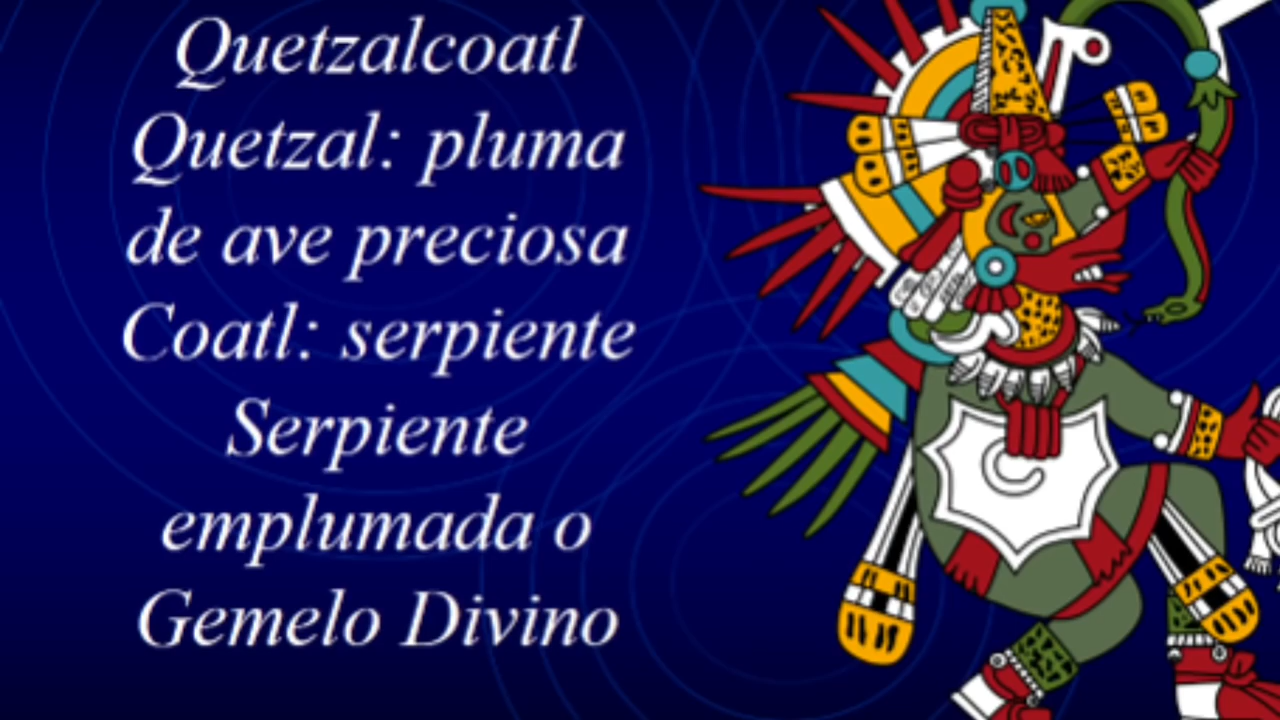 Quetzalcoatl
Quetzal: pluma
de ave preciosa
Coatl: serpiente
Serpiente
emplumada o
Gemelo Divino